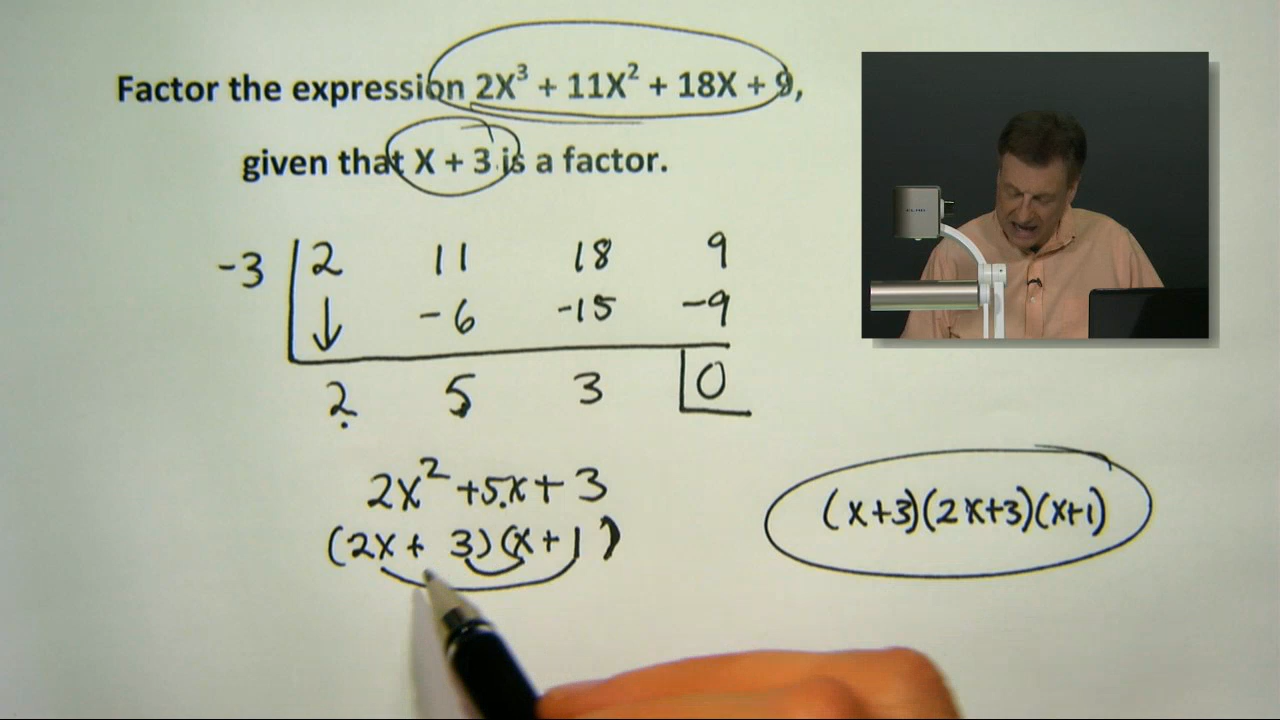 Factor the expression 2X³ + 11X² + 18X + 9,
given that X + 3 is a factor.
-3 2 11 18 9
-6 -15 -9
2 5 3 0
2x² +5x + 3
(2x + 3)(x + 1)
(x+3)(2x+3)(x+1)
ELMO